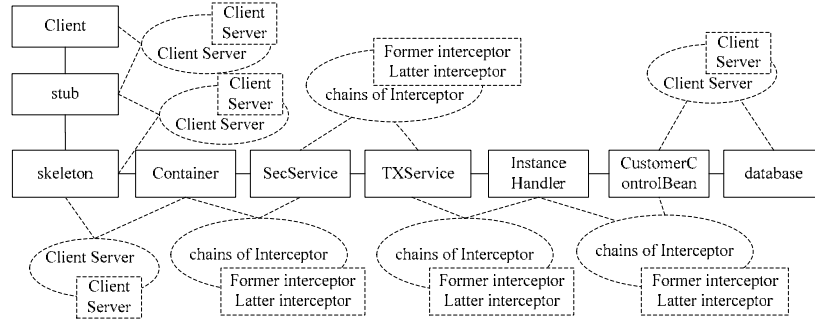 Client
Client
Server
Client Server
Former interceptor
Latter interceptor
chains of Interceptor
Client
Server
Client Server
stub
Client
Server
Client Server
skeleton
Container
SecService
TXService
Instance
Handler
CustomerC
ontrolBean
database
Client Server
Client
Server
chains of Interceptor
Former interceptor
Latter interceptor
chains of Interceptor
Former interceptor
Latter interceptor
chains of Interceptor
Former interceptor
Latter interceptor